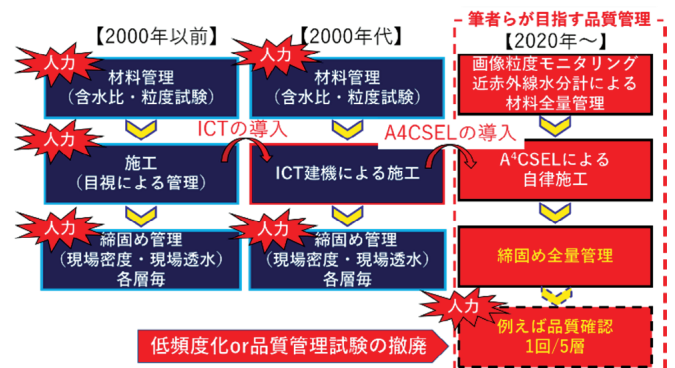 筆者らが目指す品質管理
【2000年以前】
【2000年代】
【2020年～】
人力
材料管理
(含水比・粒度試験)
人力
材料管理
(含水比・粒度試験)
画像粒度モニタリング
近赤外線水分計による
材料全量管理
ICTの導入
A4CSELの導入
人力
施工
(目視による管理)
ICT建機による施工
A⁴CSELによる
自律施工
人力
締固め管理
(現場密度・現場透水)
各層毎
人力
締固め管理
(現場密度・現場透水)
各層毎
締固め全量管理
人力
例えば品質確認
1回/5層
低頻度化or品質管理試験の撤廃